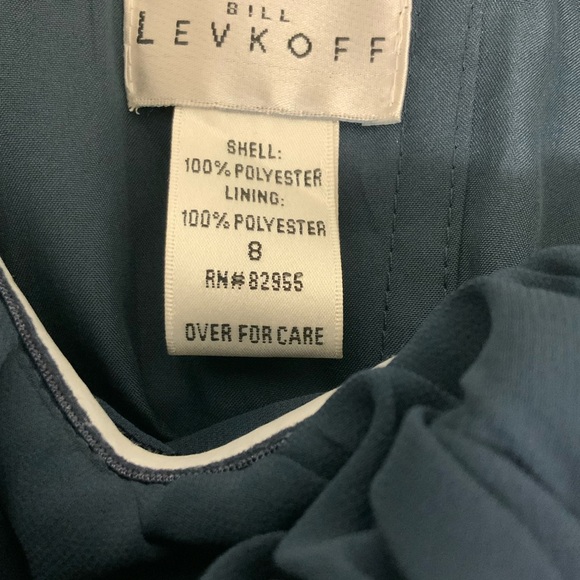 BILL
LEVKOFF
SHELL:
100% POLYESTER
LINING:
100% POLYESTER
8
RN#82955
OVER FOR CARE